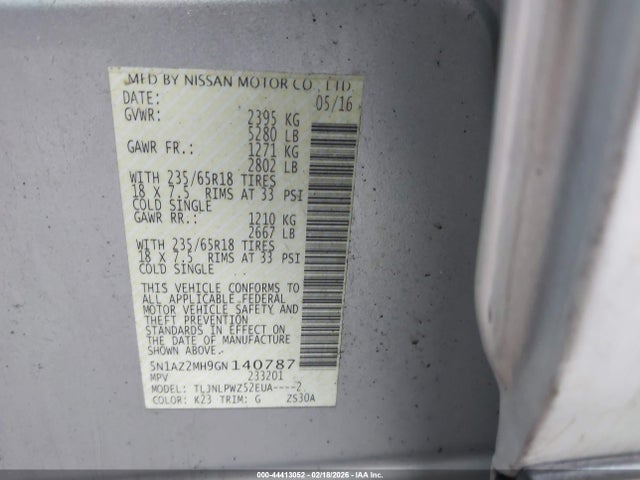 MFD BY NISSAN MOTOR CO., LTD.
DATE: 05/16
GVWR: 2395 KG
5280 LB
GAWR FR.: 1271 KG
2802 LB
WITH 235/65R18 TIRES
18 X 7.5 RIMS AT 33 PSI
COLD SINGLE
GAWR RR.: 1210 KG
2667 LB
WITH 235/65R18 TIRES
18 X 7.5 RIMS AT 33 PSI
COLD SINGLE
THIS VEHICLE CONFORMS TO
ALL APPLICABLE FEDERAL
MOTOR VEHICLE SAFETY
AND THEFT PREVENTION
STANDARDS IN EFFECT ON
THE DATE OF MANUFACTURE
SHOWN ABOVE.
5N1AZ2MH9GN140787
MPV 233201
MODEL: TLJNLPWZ52EUA----2
COLOR: K23 TRIM: G ZS30A
000-44413052 - 02/18/2026 - IAA Inc.